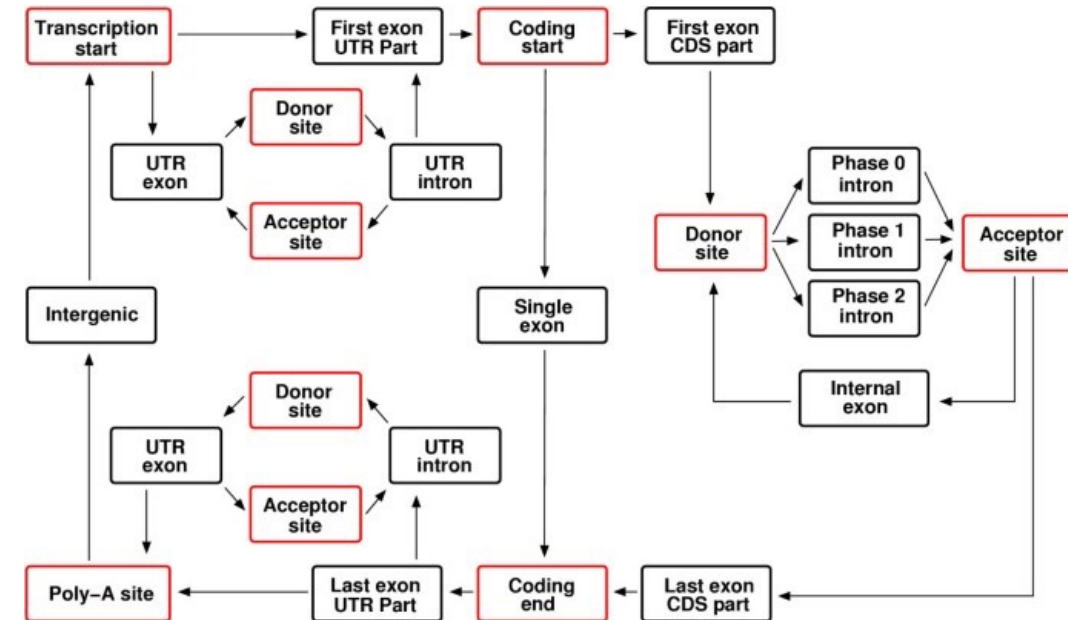 Transcription
start
First exon
UTR Part
Coding
start
First exon
CDS part
Donor
site
UTR
exon
UTR
intron
Acceptor
site
Phase 0
intron
Donor
site
Phase 1
intron
Acceptor
site
Phase 2
intron
Intergenic
Single
exon
Internal
exon
Donor
site
UTR
exon
UTR
intron
Acceptor
site
Poly-A site
Last exon
UTR Part
Coding
end
Last exon
CDS part